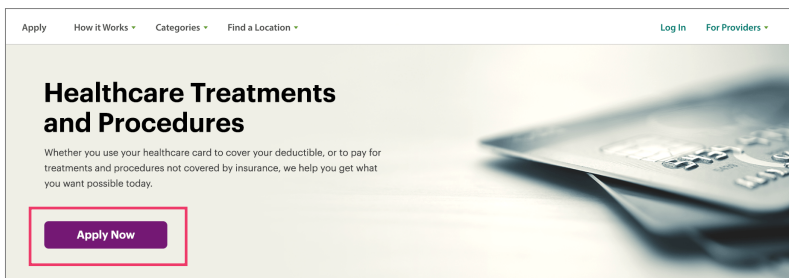 Apply How it Works Categories Find a Location Log In For Providers
Healthcare Treatments
and Procedures
Whether you use your healthcare card to cover your deductible, or to pay for
treatments and procedures not covered by insurance, we help you get what
you want possible today.
Apply Now